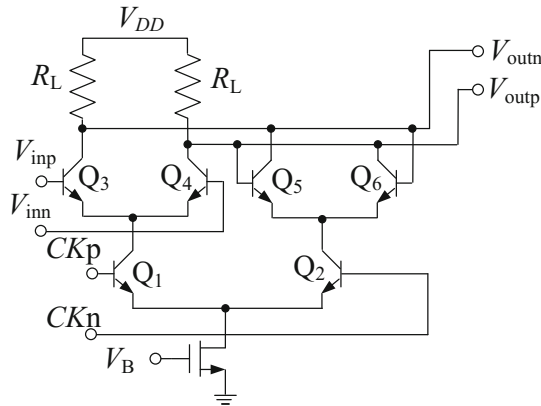 V_DD
V_outn
R_L
R_L
V_outp
V_inp
Q_3
Q_4
Q_5
Q_6
V_inn
CKp
Q_1
Q_2
CKn
V_B